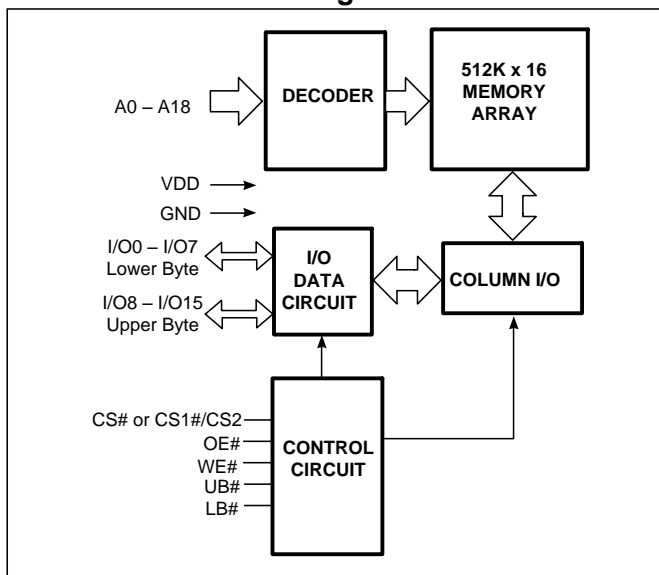 A0 – A18
DECODER
512K x 16
MEMORY
ARRAY
VDD
GND
I/O0 – I/O7
Lower Byte
I/O8 – I/O15
Upper Byte
I/O
DATA
CIRCUIT
COLUMN I/O
CS# or CS1#/CS2
OE#
WE#
UB#
LB#
CONTROL
CIRCUIT